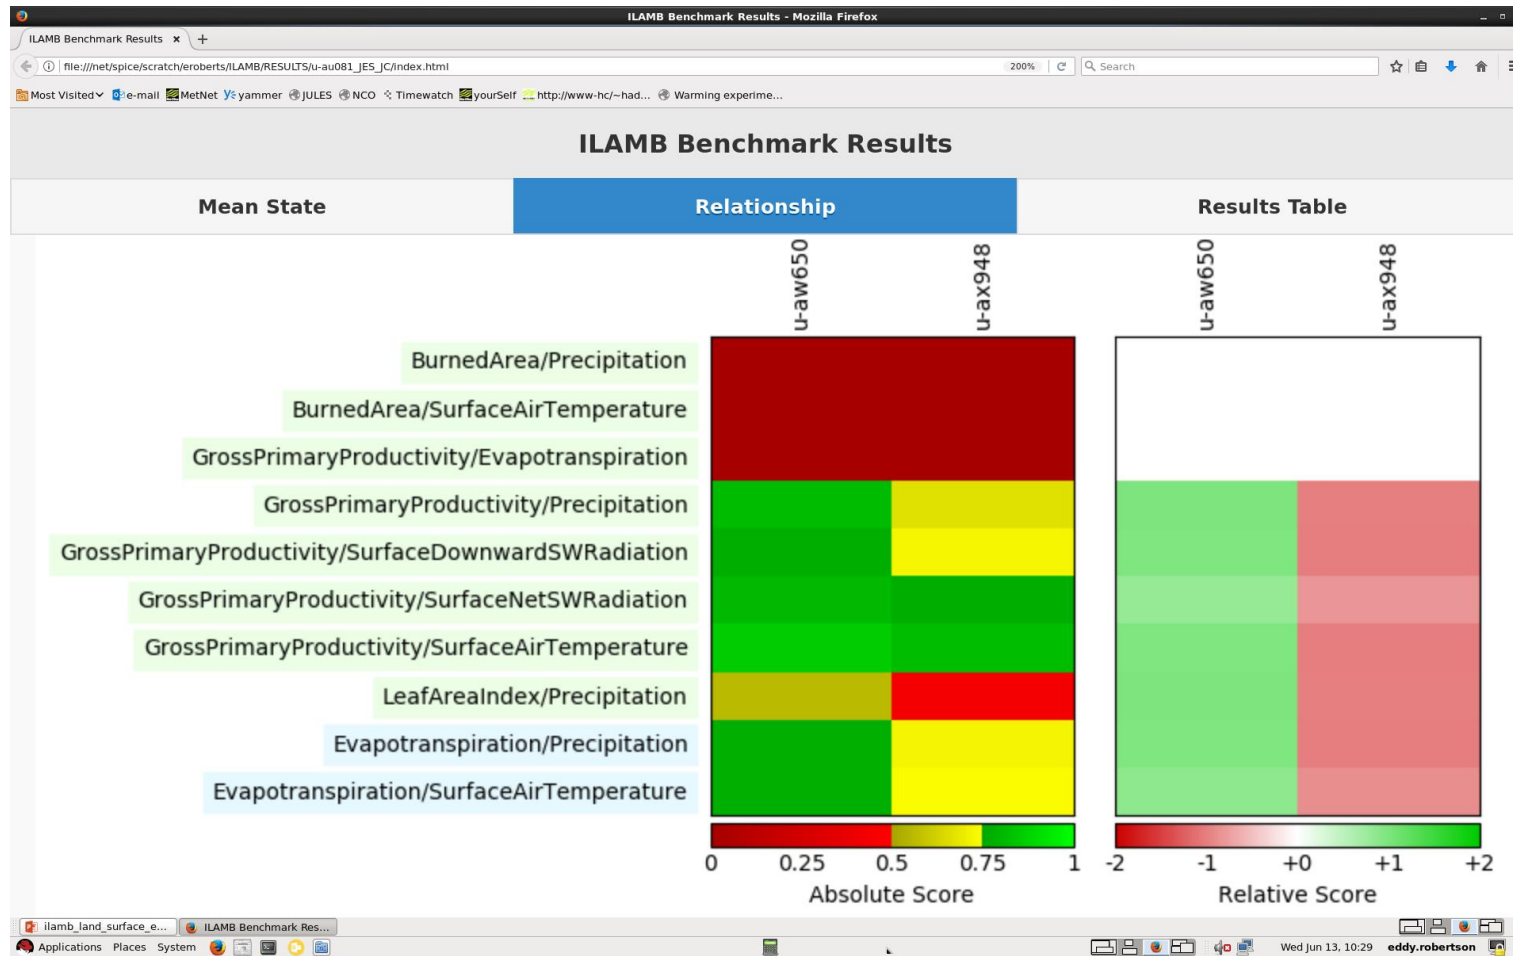 ILAMB Benchmark Results - Mozilla Firefox
ILAMB Benchmark Results × +
file:///net/spice/scratch/eroberts/ILAMB/RESULTS/u-au081_JES_JC/index.html 200% Search
Most Visited e-mail MetNet yammer JULES NCO Timewatch yourSelf http://www-hc/~had... Warming experime...
ILAMB Benchmark Results
Mean State Relationship Results Table
u-aw650 u-ax948 u-aw650 u-ax948
BurnedArea/Precipitation
BurnedArea/SurfaceAirTemperature
GrossPrimaryProductivity/Evapotranspiration
GrossPrimaryProductivity/Precipitation
GrossPrimaryProductivity/SurfaceDownwardSWRadiation
GrossPrimaryProductivity/SurfaceNetSWRadiation
GrossPrimaryProductivity/SurfaceAirTemperature
LeafAreaIndex/Precipitation
Evapotranspiration/Precipitation
Evapotranspiration/SurfaceAirTemperature
0 0.25 0.5 0.75 1 -2 -1 +0 +1 +2
Absolute Score Relative Score
ilamb_land_surface_e... ILAMB Benchmark Res...
Applications Places System Wed Jun 13, 10:29 eddy.robertson